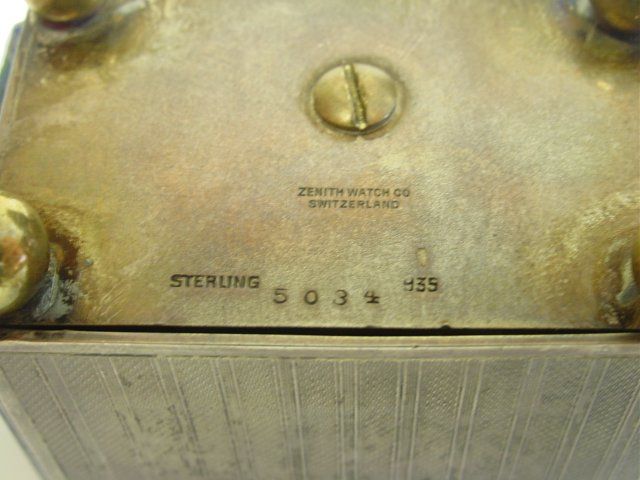 ZENITH WATCH CO
SWITZERLAND
STERLING 5034 935